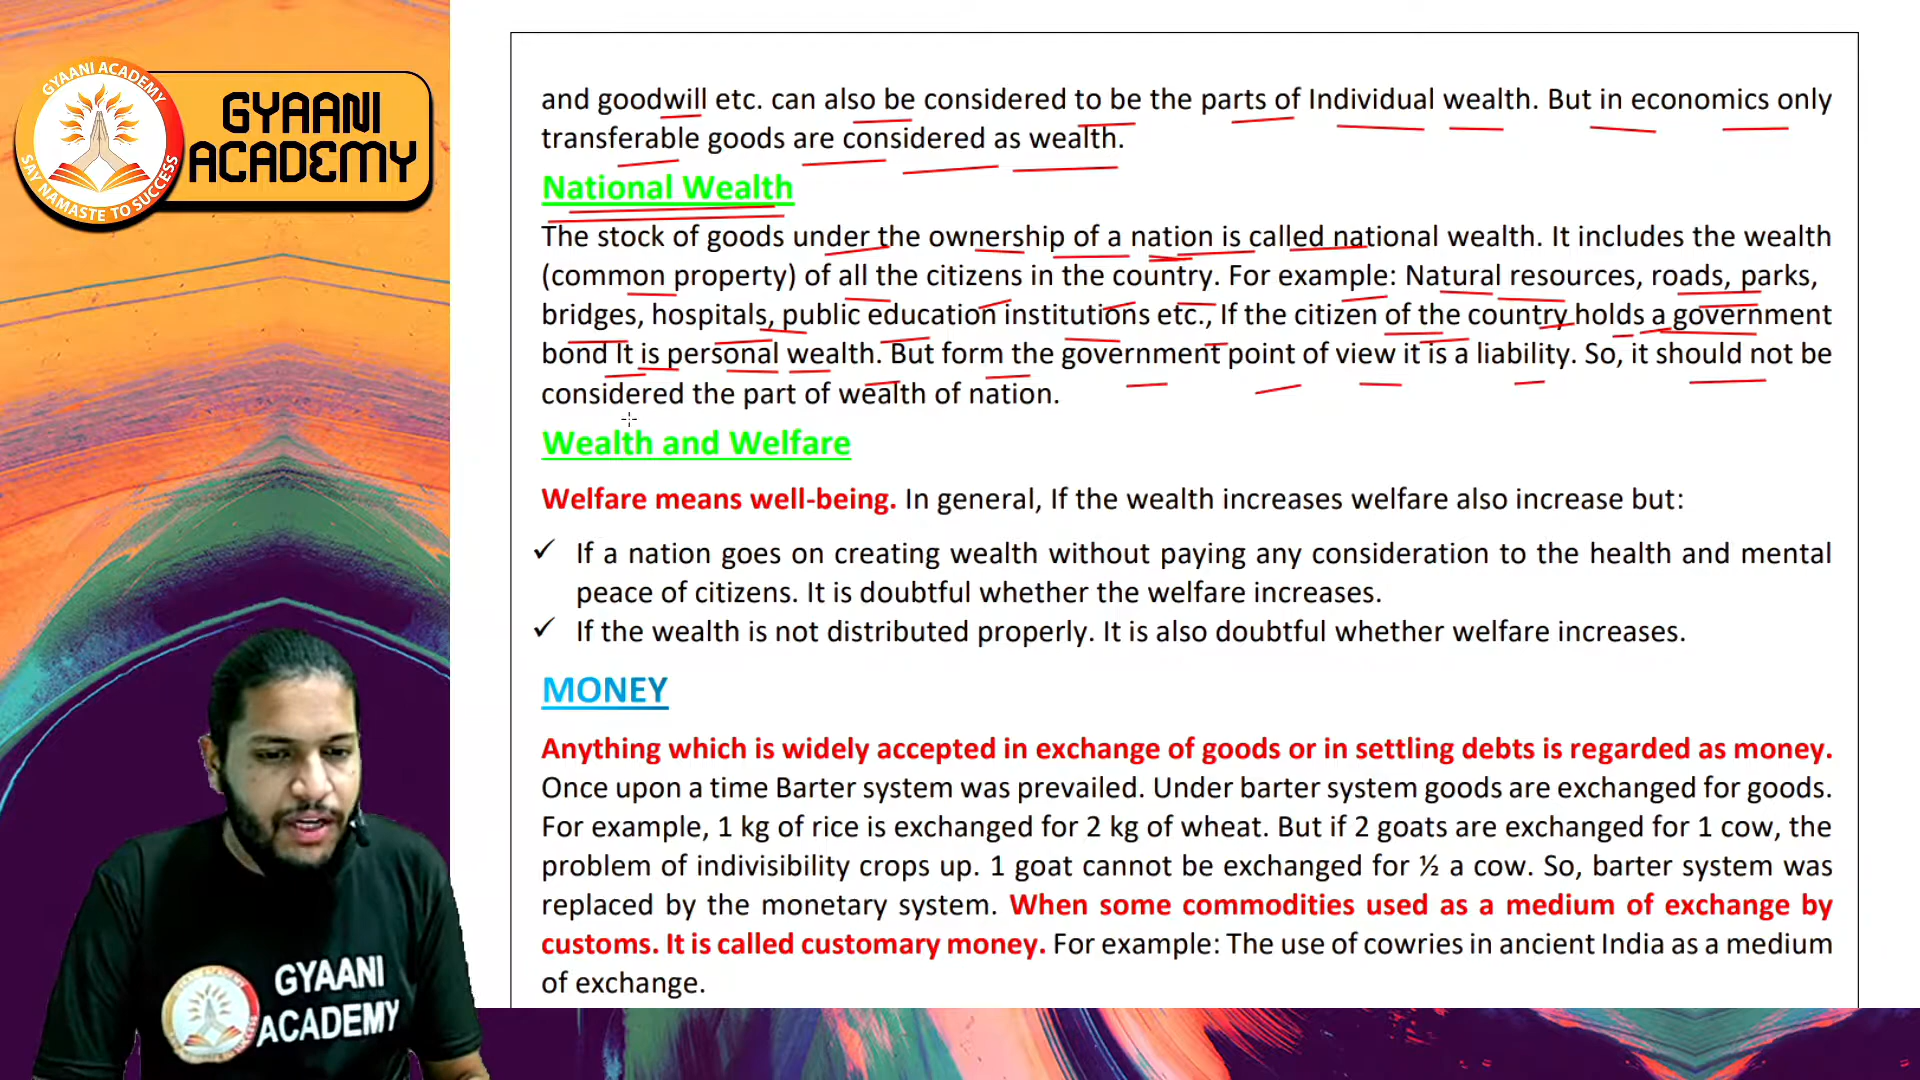 GYAANI ACADEMY
SAY NAMASTE TO SUCCESS
GYAANI
ACADEMY
and goodwill etc. can also be considered to be the parts of Individual wealth. But in economics only
transferable goods are considered as wealth.
National Wealth
The stock of goods under the ownership of a nation is called national wealth. It includes the wealth
(common property) of all the citizens in the country. For example: Natural resources, roads, parks,
bridges, hospitals, public education institutions etc., If the citizen of the country holds a government
bond It is personal wealth. But form the government point of view it is a liability. So, it should not be
considered the part of wealth of nation.
Wealth and Welfare
Welfare means well-being. In general, If the wealth increases welfare also increase but:
✓ If a nation goes on creating wealth without paying any consideration to the health and mental
peace of citizens. It is doubtful whether the welfare increases.
✓ If the wealth is not distributed properly. It is also doubtful whether welfare increases.
MONEY
Anything which is widely accepted in exchange of goods or in settling debts is regarded as money.
Once upon a time Barter system was prevailed. Under barter system goods are exchanged for goods.
For example, 1 kg of rice is exchanged for 2 kg of wheat. But if 2 goats are exchanged for 1 cow, the
problem of indivisibility crops up. 1 goat cannot be exchanged for ½ a cow. So, barter system was
replaced by the monetary system. When some commodities used as a medium of exchange by
customs. It is called customary money. For example: The use of cowries in ancient India as a medium
of exchange.
GYAANI
ACADEMY